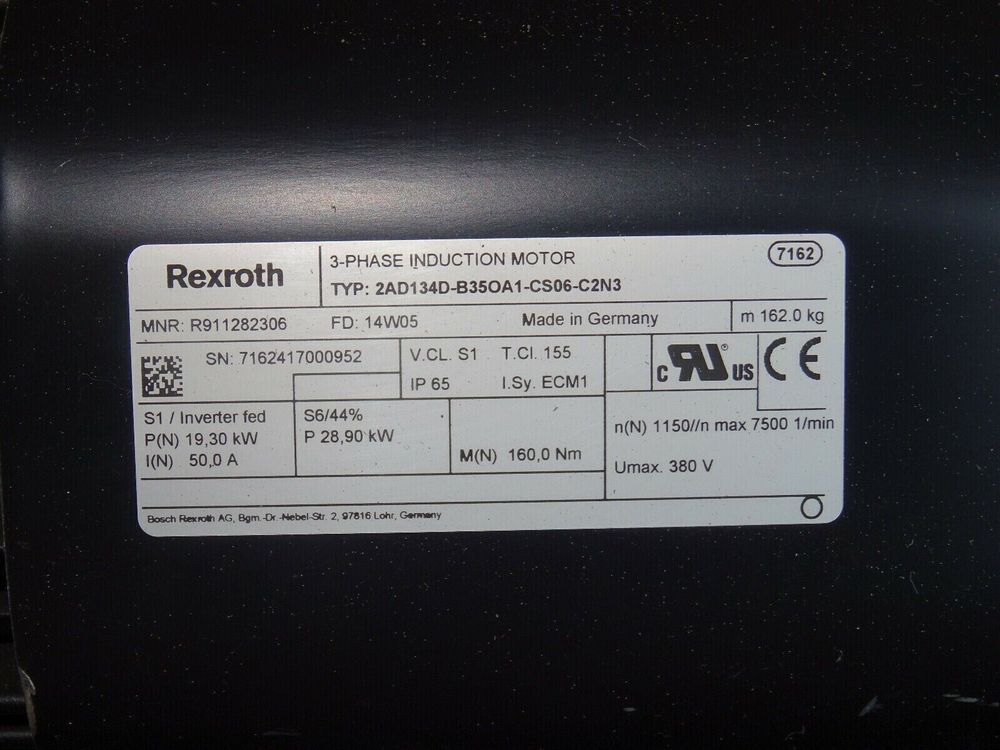 Rexroth
3-PHASE INDUCTION MOTOR
7162
TYP: 2AD134D-B35OA1-CS06-C2N3
MNR: R911282306 FD: 14W05 Made in Germany m 162.0 kg
SN: 7162417000952
V.CL. S1 T.Cl. 155
IP 65 I.Sy. ECM1
c RU® US CE
S1 / Inverter fed
P(N) 19,30 kW
I(N) 50,0 A
S6/44%
P 28,90 kW
M(N) 160,0 Nm
n(N) 1150//n max 7500 1/min
Umax. 380 V
Bosch Rexroth AG, Bgm.-Dr.-Nebel-Str. 2, 97816 Lohr, Germany